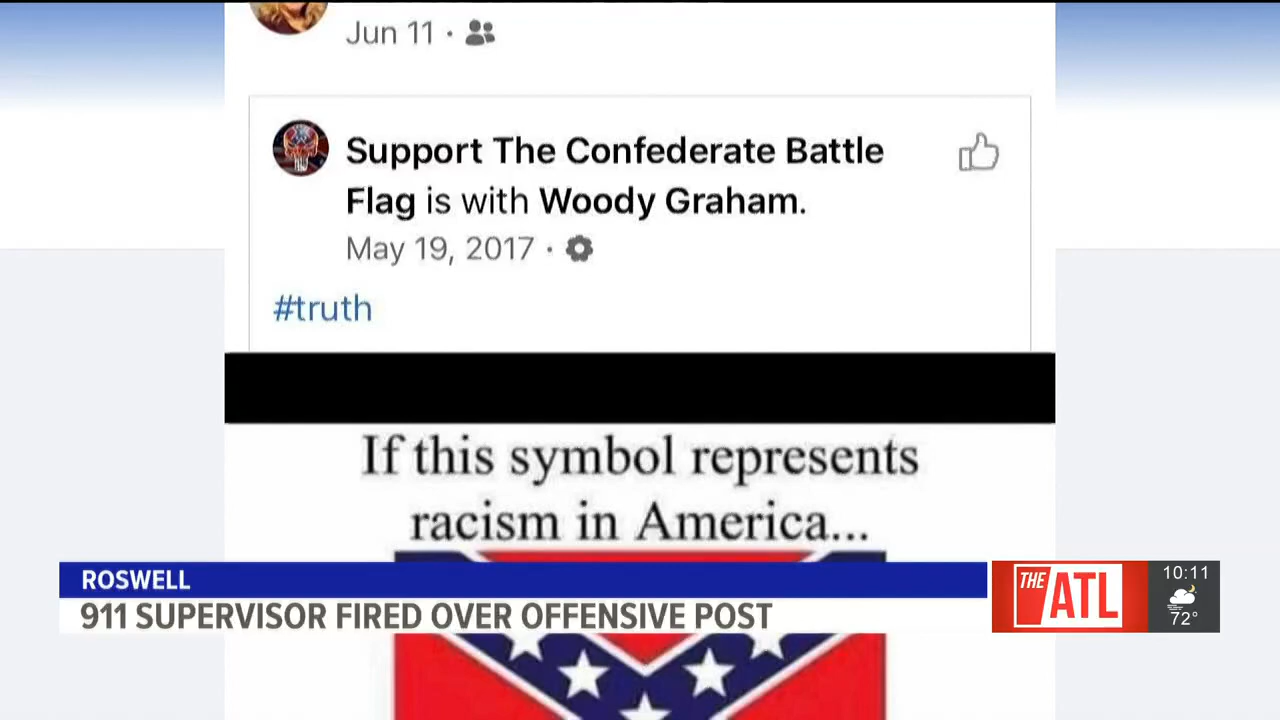 Jun 11 ·
Support The Confederate Battle
Flag is with Woody Graham.
May 19, 2017 ·
#truth
If this symbol represents
racism in America...
ROSWELL
911 SUPERVISOR FIRED OVER OFFENSIVE POST
THE ATL
10:11
72°